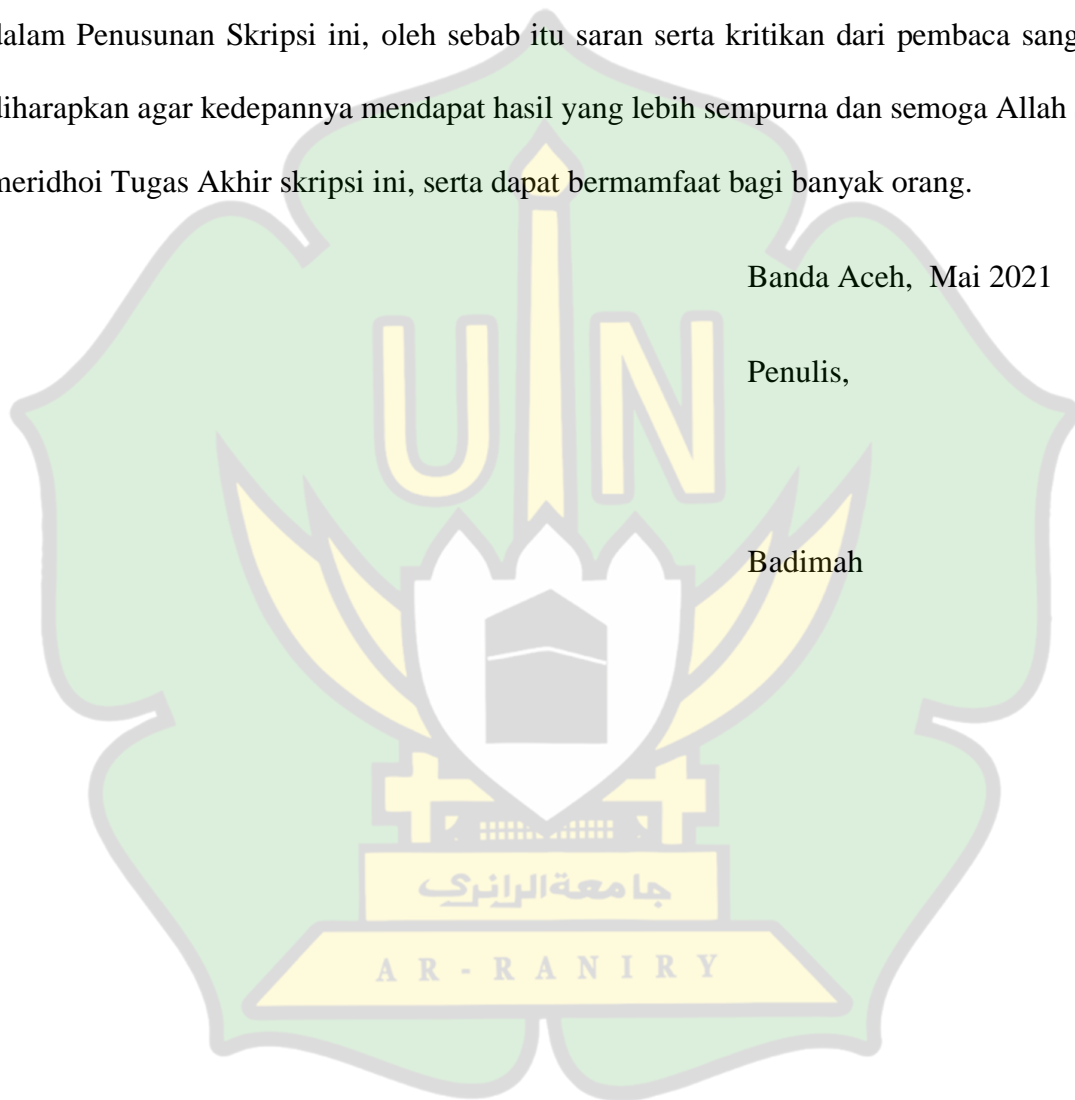 dalam Penusunan Skripsi ini, oleh sebab itu saran serta kritikan dari pembaca sang
diharapkan agar kedepannya mendapat hasil yang lebih sempurna dan semoga Allah
meridhoi Tugas Akhir skripsi ini, serta dapat bermamfaat bagi banyak orang.
Banda Aceh, Mai 2021
Penulis,
UIN
Badimah
جامعةالرانرك
AR-RANIRY